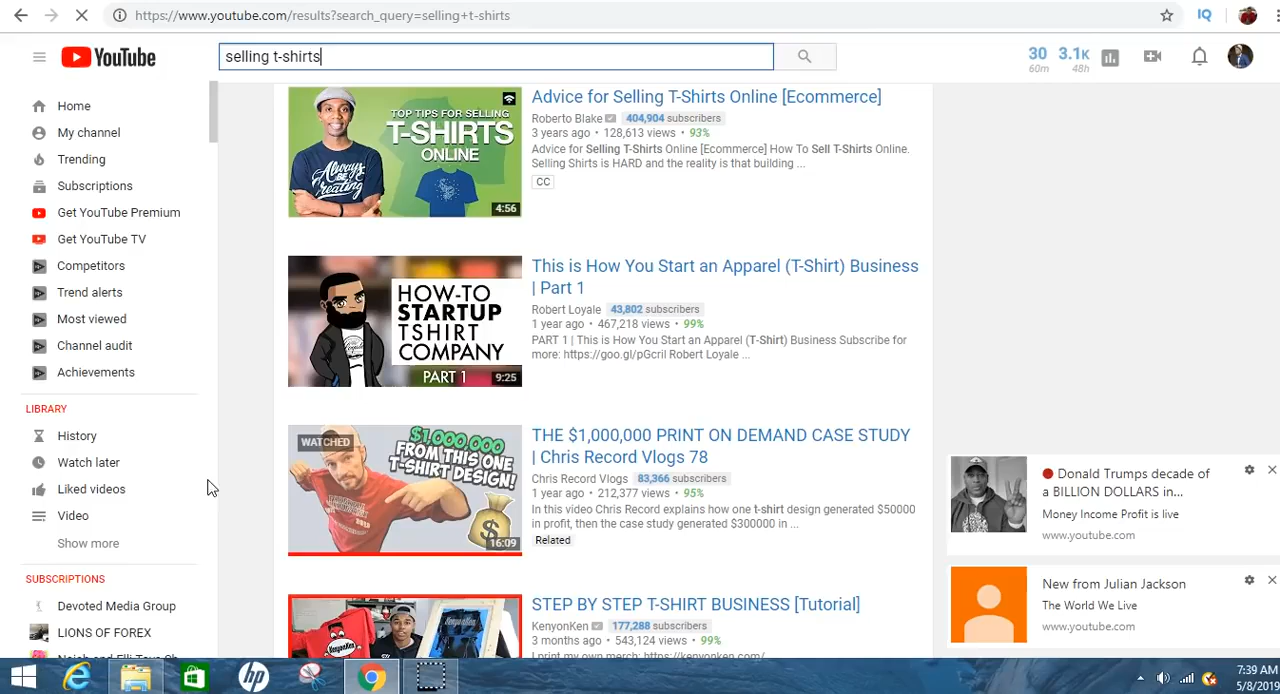 https://www.youtube.com/results?search_query=selling+t-shirts
IQ
YouTube
selling t-shirts
30
60m
3.1K
48h
Home
My channel
Trending
Subscriptions
Get YouTube Premium
Get YouTube TV
Competitors
Trend alerts
Most viewed
Channel audit
Achievements
LIBRARY
History
Watch later
Liked videos
Video
Show more
SUBSCRIPTIONS
Devoted Media Group
LIONS OF FOREX
TOP TIPS FOR SELLING
T-SHIRTS
ONLINE
ALWAYS
BE
CREATING
4:56
Advice for Selling T-Shirts Online [Ecommerce]
Roberto Blake 404,904 subscribers
3 years ago • 128,613 views • 93%
Advice for Selling T-Shirts Online [Ecommerce] How To Sell T-Shirts Online.
Selling Shirts is HARD and the reality is that building ...
CC
HOW-TO
STARTUP
TSHIRT
COMPANY
PART 1
9:25
This is How You Start an Apparel (T-Shirt) Business
| Part 1
Robert Loyale 43,802 subscribers
1 year ago • 467,218 views • 99%
PART 1 | This is How You Start an Apparel (T-Shirt) Business Subscribe for
more: https://goo.gl/pGcril Robert Loyale ...
WATCHED
$1,000,000
FROM THIS ONE
T-SHIRT DESIGN!
16:09
THE $1,000,000 PRINT ON DEMAND CASE STUDY
| Chris Record Vlogs 78
Chris Record Vlogs 83,366 subscribers
1 year ago • 212,377 views • 95%
In this video Chris Record explains how one t-shirt design generated $50000
in profit, then the case study generated $300000 in ...
Related
STEP BY STEP T-SHIRT BUSINESS [Tutorial]
KenyonKen 177,288 subscribers
3 months ago • 543,124 views • 99%
I print my own merch: https://kenyonken.com/
Donald Trumps decade of
a BILLION DOLLARS in...
Money Income Profit is live
www.youtube.com
New from Julian Jackson
The World We Live
www.youtube.com
hp
7:39 AM
5/8/2019